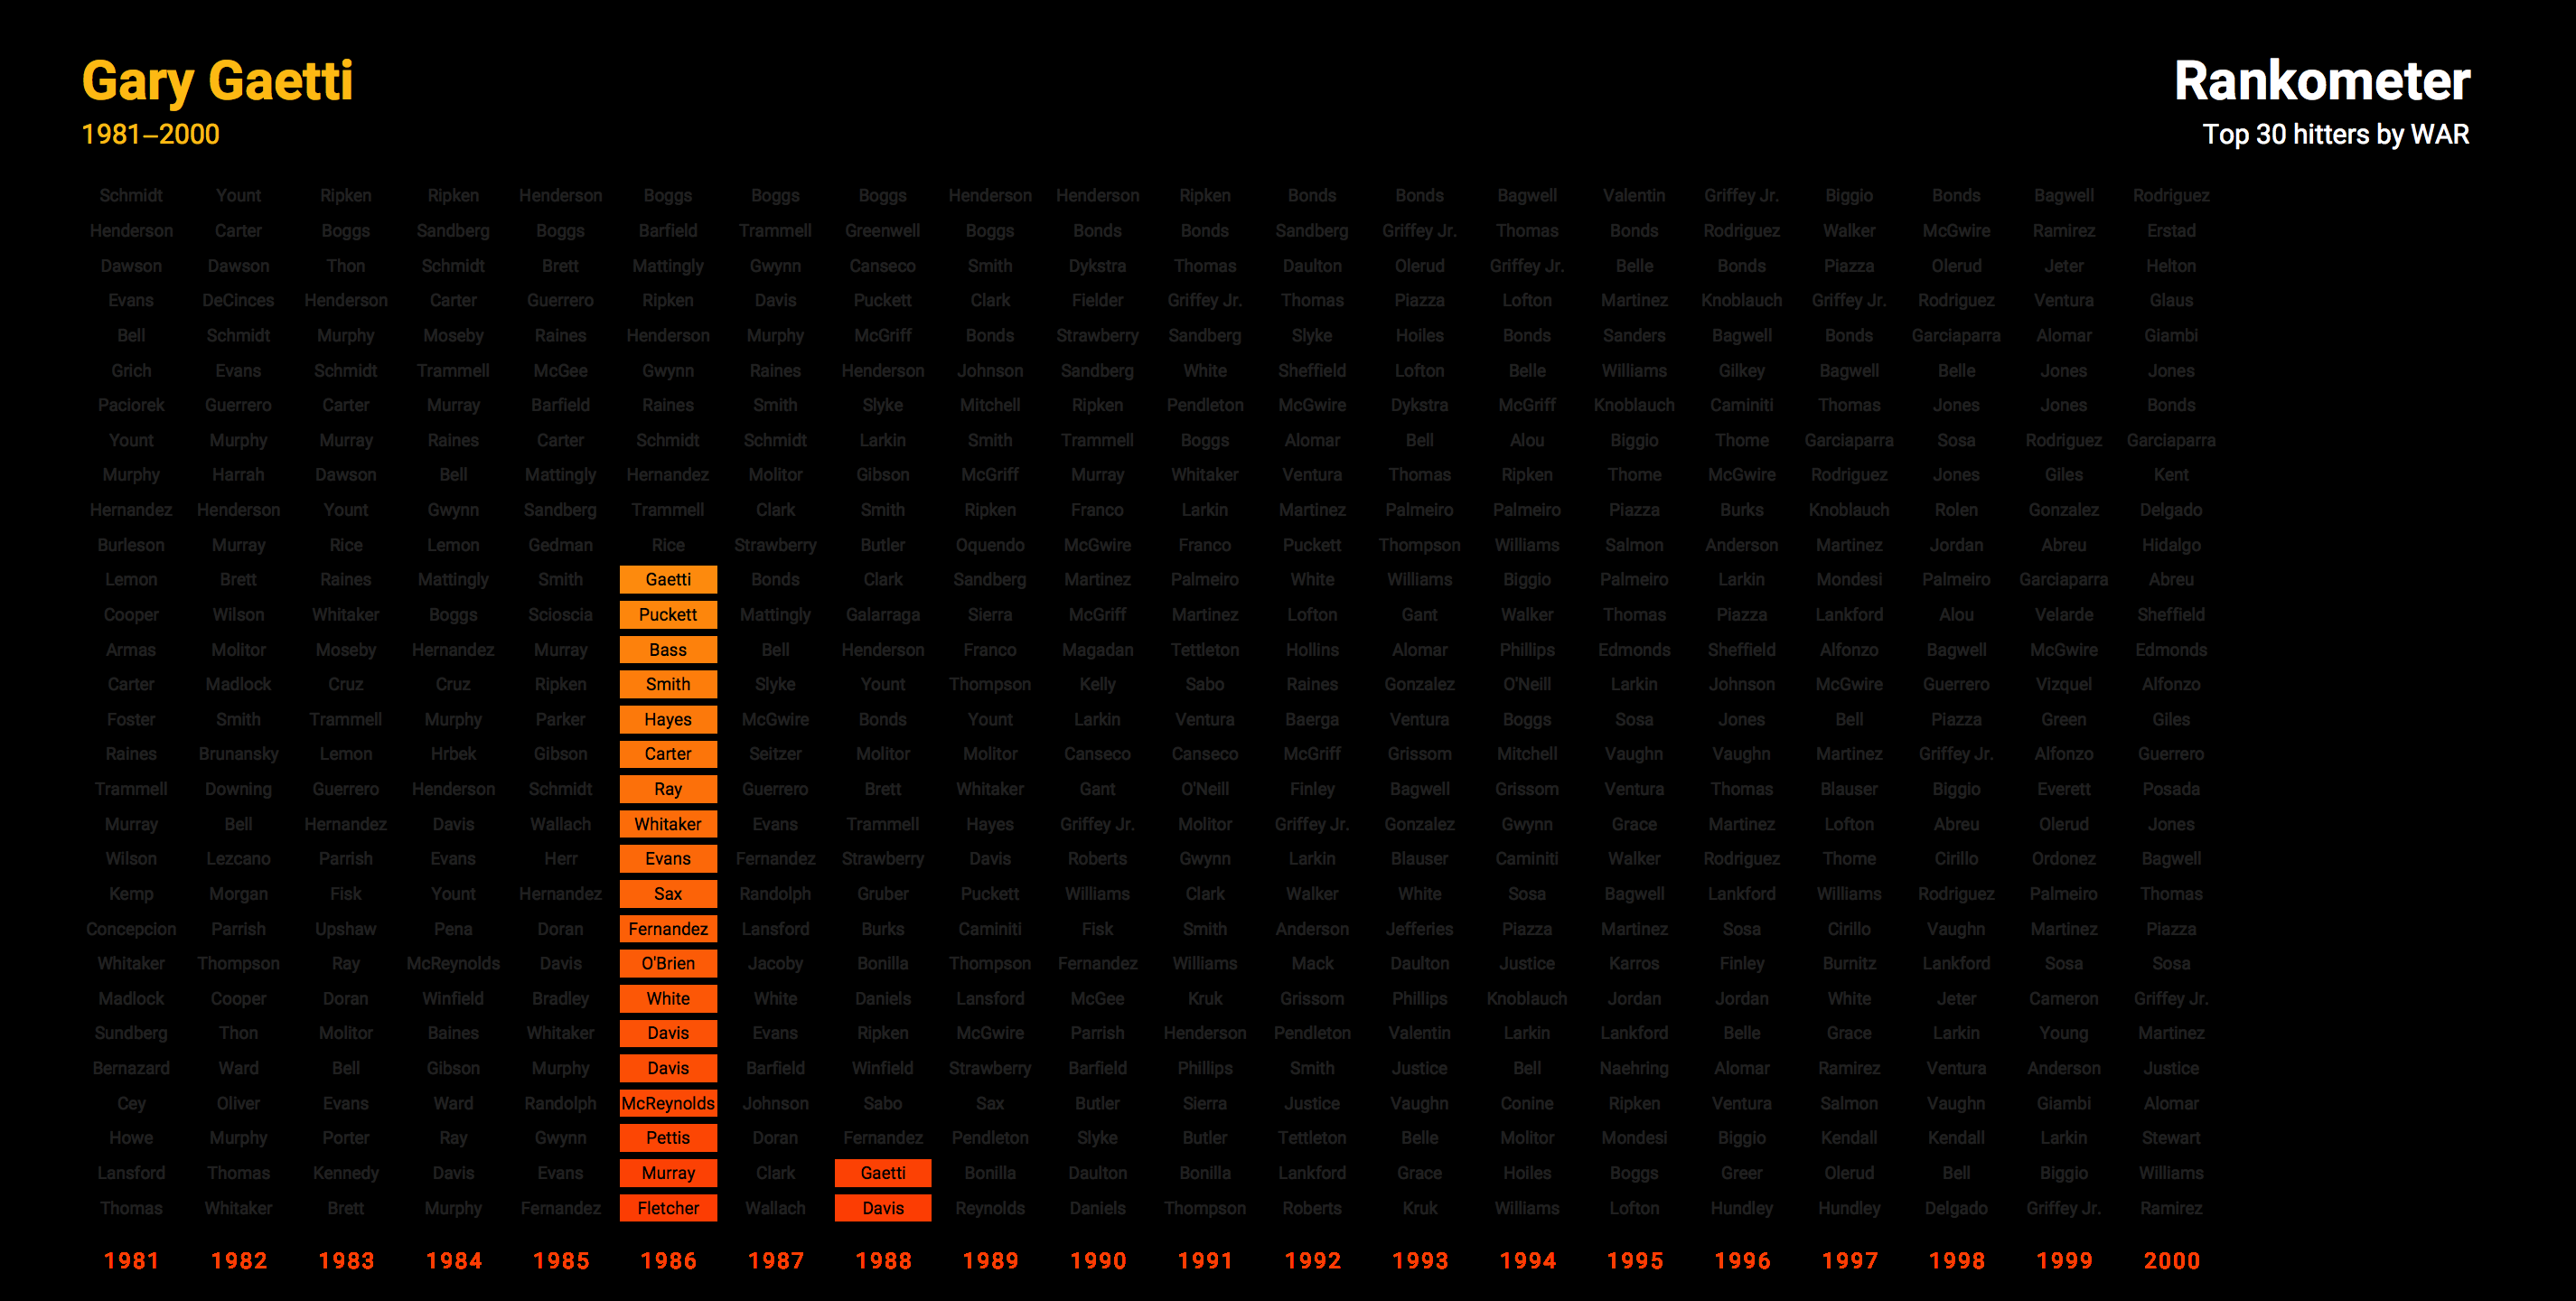 Gary Gaetti
1981–2000
Rankometer
Top 30 hitters by WAR
Schmidt Yount Ripken Ripken Henderson Boggs Boggs Boggs Henderson Henderson Ripken Bonds Bonds Bagwell Valentin Griffey Jr. Biggio Bonds Bagwell Rodriguez
Henderson Carter Boggs Sandberg Boggs Barfield Trammell Greenwell Boggs Bonds Bonds Sandberg Griffey Jr. Thomas Bonds Rodriguez Walker McGwire Ramirez Erstad
Dawson Dawson Thon Schmidt Brett Mattingly Gwynn Canseco Smith Dykstra Thomas Daulton Olerud Griffey Jr. Belle Bonds Piazza Olerud Jeter Helton
Evans DeCinces Henderson Carter Guerrero Ripken Davis Puckett Clark Fielder Griffey Jr. Thomas Piazza Lofton Martinez Knoblauch Griffey Jr. Rodriguez Ventura Glaus
Bell Schmidt Murphy Moseby Raines Henderson Murphy McGriff Bonds Strawberry Sandberg Slyke Hoiles Bonds Sanders Bagwell Bonds Garciaparra Alomar Giambi
Grich Evans Schmidt Trammell McGee Gwynn Raines Henderson Johnson Sandberg White Sheffield Lofton Belle Williams Gilkey Bagwell Belle Jones Jones
Paciorek Guerrero Carter Murray Barfield Raines Smith Slyke Mitchell Ripken Pendleton McGwire Dykstra McGriff Knoblauch Caminiti Thomas Jones Jones Bonds
Yount Murphy Murray Raines Carter Schmidt Schmidt Larkin Smith Trammell Boggs Alomar Bell Alou Biggio Thome Garciaparra Sosa Rodriguez Garciaparra
Murphy Harrah Dawson Bell Mattingly Hernandez Molitor Gibson McGriff Murray Whitaker Ventura Thomas Ripken Thome McGwire Rodriguez Jones Giles Kent
Hernandez Henderson Yount Gwynn Sandberg Trammell Clark Smith Ripken Franco Larkin Martinez Palmeiro Palmeiro Piazza Burks Knoblauch Rolen Gonzalez Delgado
Burleson Murray Rice Lemon Gedman Rice Strawberry Butler Oquendo McGwire Franco Puckett Thompson Williams Salmon Anderson Martinez Jordan Abreu Hidalgo
Lemon Brett Raines Mattingly Smith Gaetti Bonds Clark Sandberg Martinez Palmeiro White Williams Biggio Palmeiro Larkin Mondesi Palmeiro Garciaparra Abreu
Cooper Wilson Whitaker Boggs Scioscia Puckett Mattingly Galarraga Sierra McGriff Martinez Lofton Gant Walker Thomas Piazza Lankford Alou Velarde Sheffield
Armas Molitor Moseby Hernandez Murray Bass Bell Henderson Franco Magadan Tettleton Hollins Alomar Phillips Edmonds Sheffield Alfonzo Bagwell McGwire Edmonds
Carter Madlock Cruz Cruz Ripken Smith Slyke Yount Thompson Kelly Sabo Raines Gonzalez O'Neill Larkin Johnson McGwire Guerrero Vizquel Alfonzo
Foster Smith Trammell Murphy Parker Hayes McGwire Bonds Yount Larkin Ventura Baerga Ventura Boggs Sosa Jones Bell Piazza Green Giles
Raines Brunansky Lemon Hrbek Gibson Carter Seitzer Molitor Molitor Canseco Canseco McGriff Grissom Mitchell Vaughn Vaughn Martinez Griffey Jr. Alfonzo Guerrero
Trammell Downing Guerrero Henderson Schmidt Ray Guerrero Brett Whitaker Gant O'Neill Finley Bagwell Grissom Ventura Thomas Blauser Biggio Everett Posada
Murray Bell Hernandez Davis Wallach Whitaker Evans Trammell Hayes Griffey Jr. Molitor Griffey Jr. Gonzalez Gwynn Grace Martinez Lofton Abreu Olerud Jones
Wilson Lezcano Parrish Evans Herr Evans Fernandez Strawberry Davis Roberts Gwynn Larkin Blauser Caminiti Walker Rodriguez Thome Cirillo Ordonez Bagwell
Kemp Morgan Fisk Yount Hernandez Sax Randolph Gruber Puckett Williams Clark Walker White Sosa Bagwell Lankford Williams Rodriguez Palmeiro Thomas
Concepcion Parrish Upshaw Pena Doran Fernandez Lansford Burks Caminiti Fisk Smith Anderson Jefferies Piazza Martinez Sosa Cirillo Vaughn Martinez Piazza
Whitaker Thompson Ray McReynolds Davis O'Brien Jacoby Bonilla Thompson Fernandez Williams Mack Daulton Justice Karros Finley Burnitz Lankford Sosa Sosa
Madlock Cooper Doran Winfield Bradley White White Daniels Lansford McGee Kruk Grissom Phillips Knoblauch Jordan Jordan White Jeter Cameron Griffey Jr.
Sundberg Thon Molitor Baines Whitaker Davis Evans Ripken McGwire Parrish Henderson Pendleton Valentin Larkin Lankford Belle Grace Larkin Young Martinez
Bernazard Ward Bell Gibson Murphy Davis Barfield Winfield Strawberry Barfield Phillips Smith Justice Bell Naehring Alomar Ramirez Ventura Anderson Justice
Cey Oliver Evans Ward Randolph McReynolds Johnson Sabo Sax Butler Sierra Justice Vaughn Conine Ripken Ventura Salmon Vaughn Giambi Alomar
Howe Murphy Porter Ray Gwynn Pettis Doran Fernandez Pendleton Slyke Butler Tettleton Belle Molitor Mondesi Biggio Kendall Kendall Larkin Stewart
Lansford Thomas Kennedy Davis Evans Murray Clark Gaetti Bonilla Daulton Bonilla Lankford Grace Hoiles Boggs Greer Olerud Bell Biggio Williams
Thomas Whitaker Brett Murphy Fernandez Fletcher Wallach Davis Reynolds Daniels Thompson Roberts Kruk Williams Lofton Hundley Hundley Delgado Griffey Jr. Ramirez
1981 1982 1983 1984 1985 1986 1987 1988 1989 1990 1991 1992 1993 1994 1995 1996 1997 1998 1999 2000